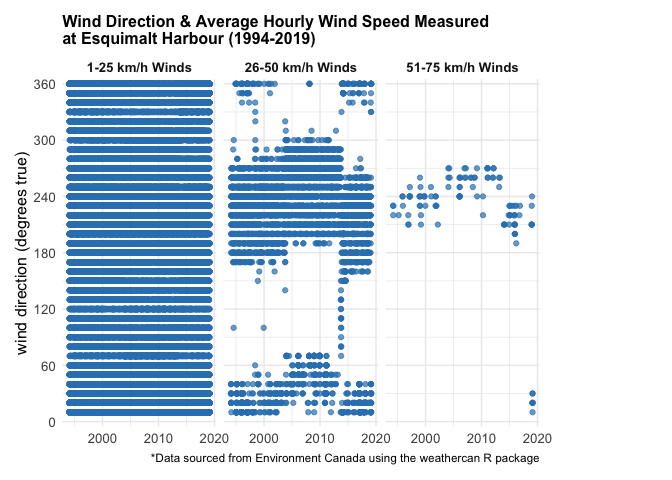 Wind Direction & Average Hourly Wind Speed Measured
at Esquimalt Harbour (1994-2019)
1-25 km/h Winds 26-50 km/h Winds 51-75 km/h Winds
wind direction (degrees true)
360
300
240
180
120
60
0
2000 2010 2020 2000 2010 2020 2000 2010 2020
*Data sourced from Environment Canada using the weathercan R package